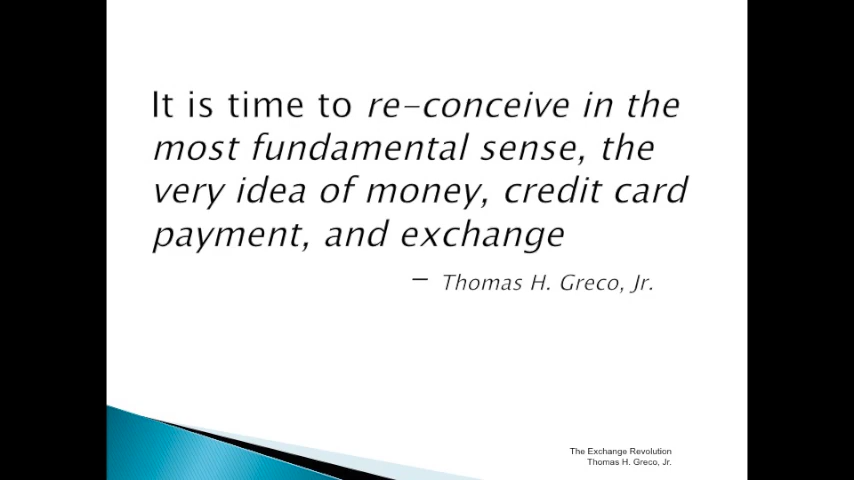 It is time to re-conceive in the
most fundamental sense, the
very idea of money, credit card
payment, and exchange
– Thomas H. Greco, Jr.
The Exchange Revolution
Thomas H. Greco, Jr.